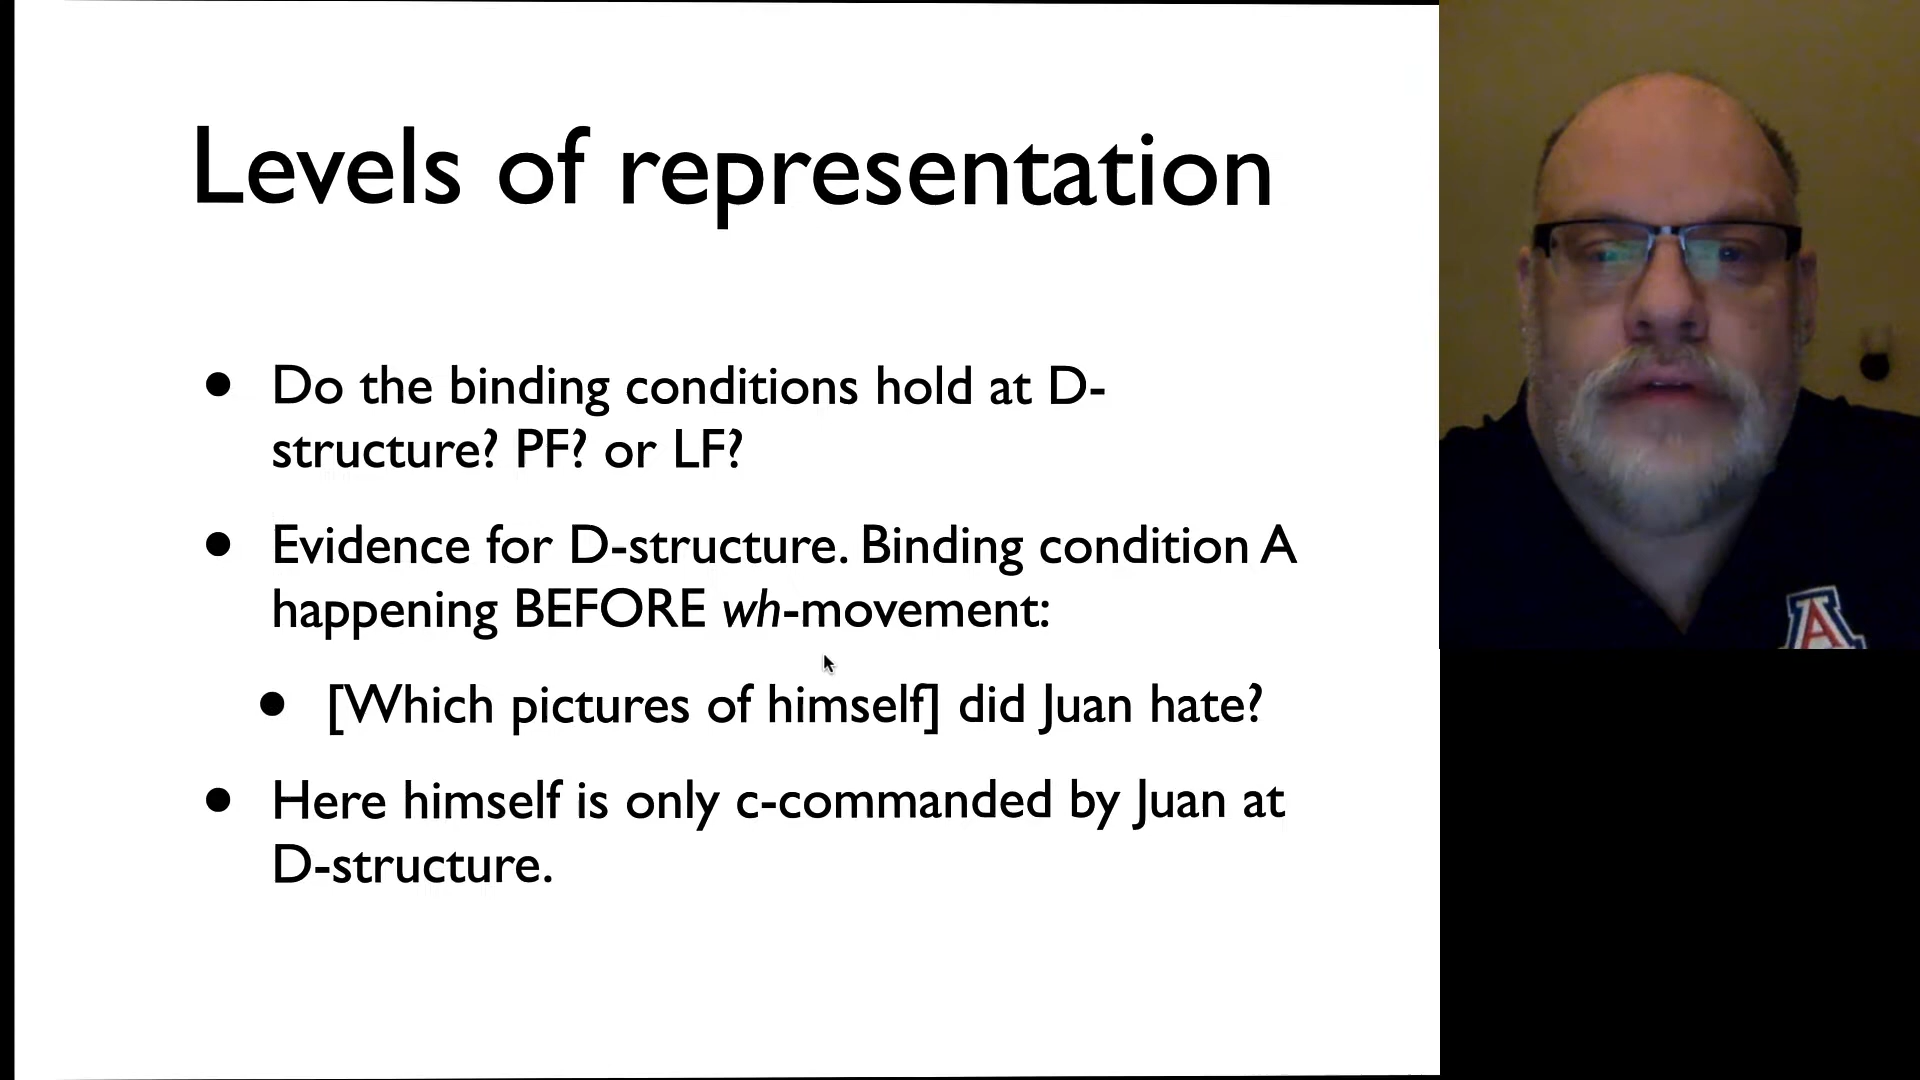 Levels of representation
• Do the binding conditions hold at D-
structure? PF? or LF?
• Evidence for D-structure. Binding condition A
happening BEFORE wh-movement:
• [Which pictures of himself] did Juan hate?
• Here himself is only c-commanded by Juan at
D-structure.
A